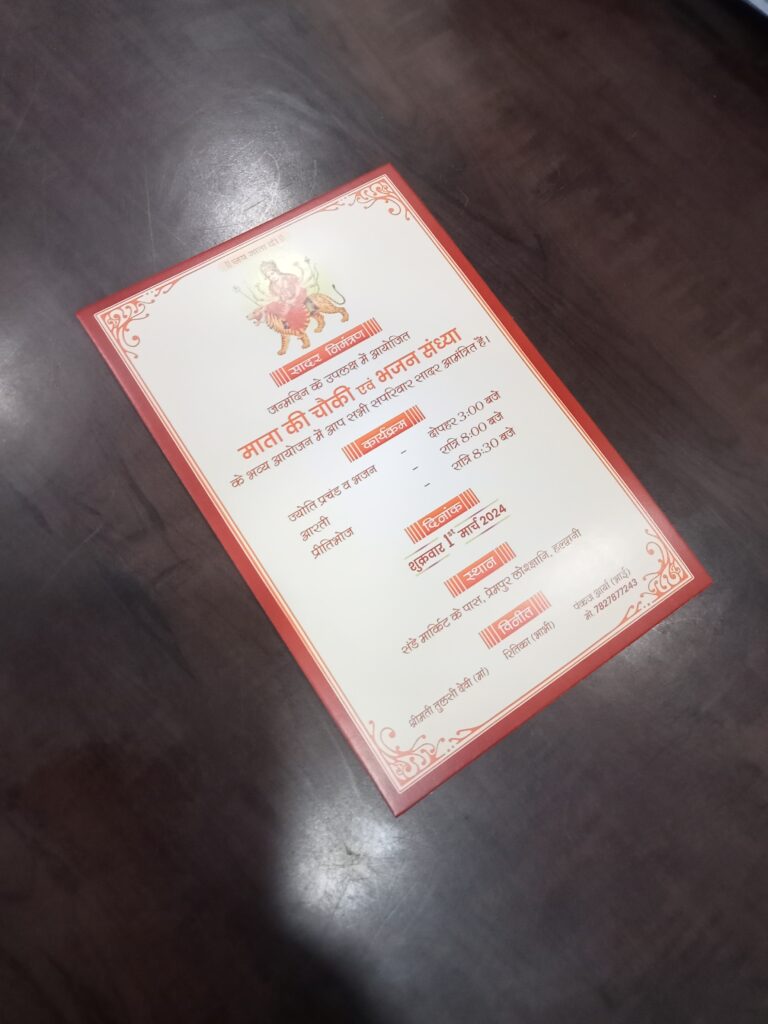 ॥ जय माता दी ॥
सादर निमंत्रण
जन्मदिन के उपलक्ष में आयोजित
माता की चौकी एवं भजन संध्या
के भव्य आयोजन में आप सभी सपरिवार सादर आमंत्रित हैं।
कार्यक्रम
ज्योति प्रचंड व भजन - दोपहर 3:00 बजे
आरती - रात्रि 8:00 बजे
प्रीतिभोज - रात्रि 8:30 बजे
दिनांक
शुक्रवार 1st मार्च 2024
स्थान
संडे मार्किट के पास, प्रेमपुर लोश्ज्ञानि, हल्द्वानी
विनीत
श्रीमती तुलसी देवी (मां) रितिका (भाभी) पंकज आर्या (भाई)
मो. 7827677243